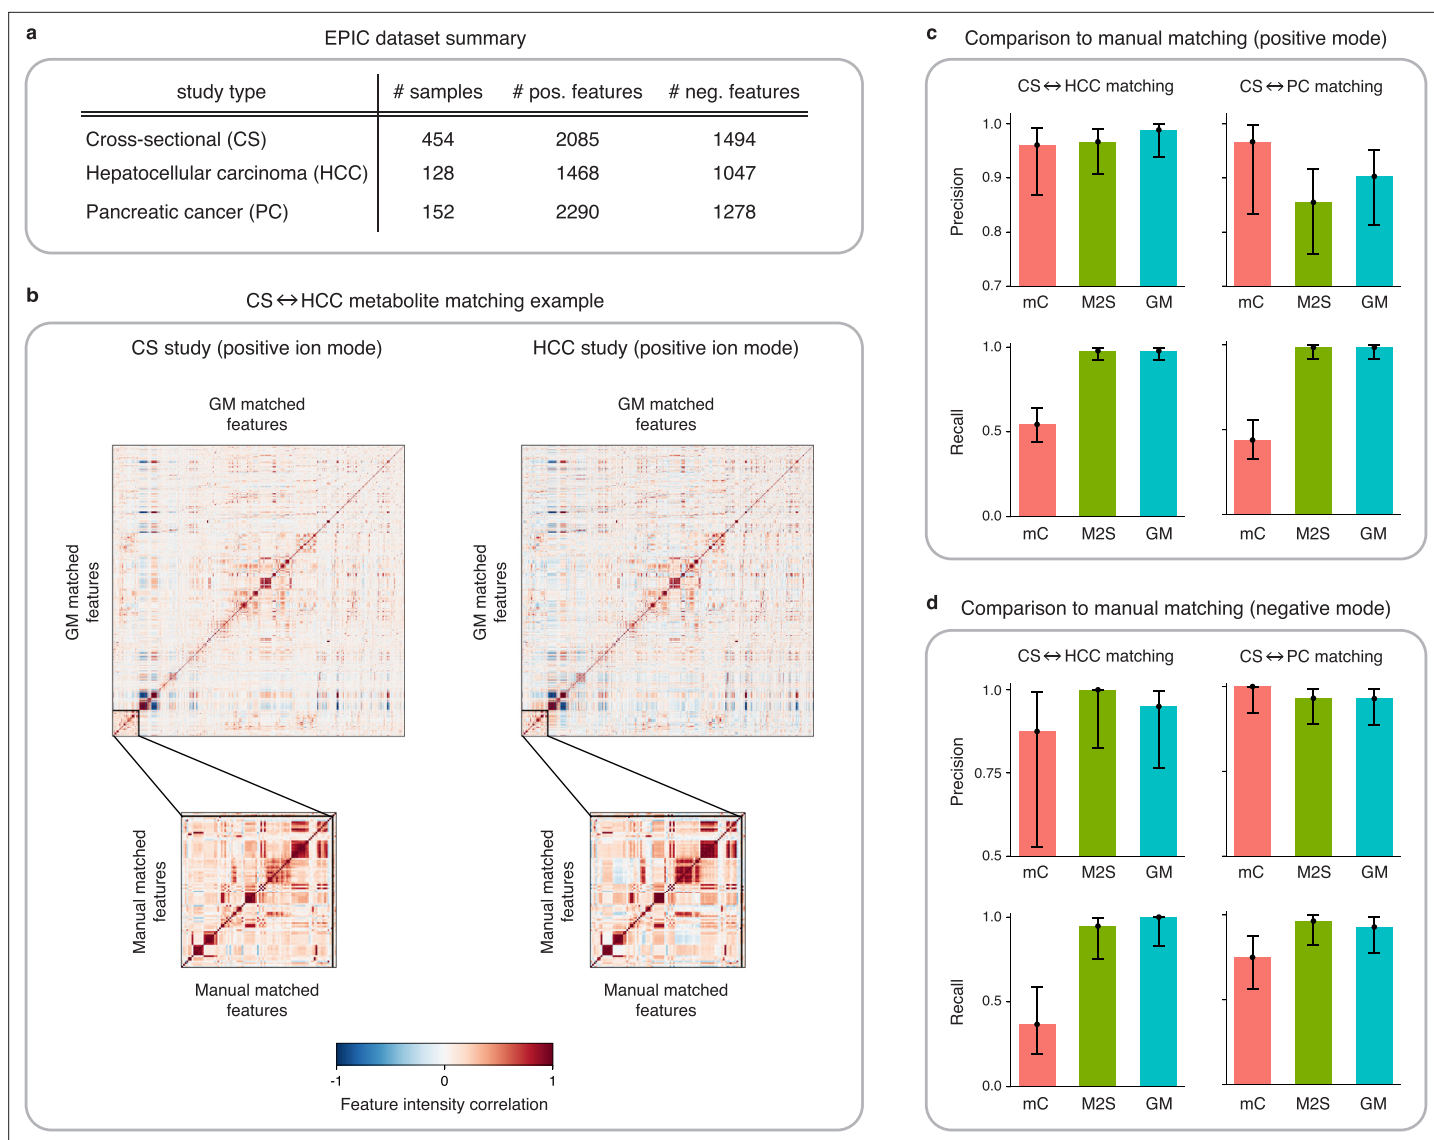 a
EPIC dataset summary
study type # samples # pos. features # neg. features
Cross-sectional (CS) 454 2085 1494
Hepatocellular carcinoma (HCC) 128 1468 1047
Pancreatic cancer (PC) 152 2290 1278
b
CS↔HCC metabolite matching example
CS study (positive ion mode)
HCC study (positive ion mode)
GM matched
features
GM matched
features
GM matched
features
GM matched
features
Manual matched
features
Manual matched
features
Manual matched
features
Manual matched
features
-1 0 1
Feature intensity correlation
c
Comparison to manual matching (positive mode)
CS↔HCC matching
CS↔PC matching
Precision
1.0
0.9
0.8
0.7
mC M2S GM
mC M2S GM
Recall
1.0
0.5
0.0
mC M2S GM
mC M2S GM
d
Comparison to manual matching (negative mode)
CS↔HCC matching
CS↔PC matching
Precision
1.0
0.75
0.5
mC M2S GM
mC M2S GM
Recall
1.0
0.5
0.0
mC M2S GM
mC M2S GM